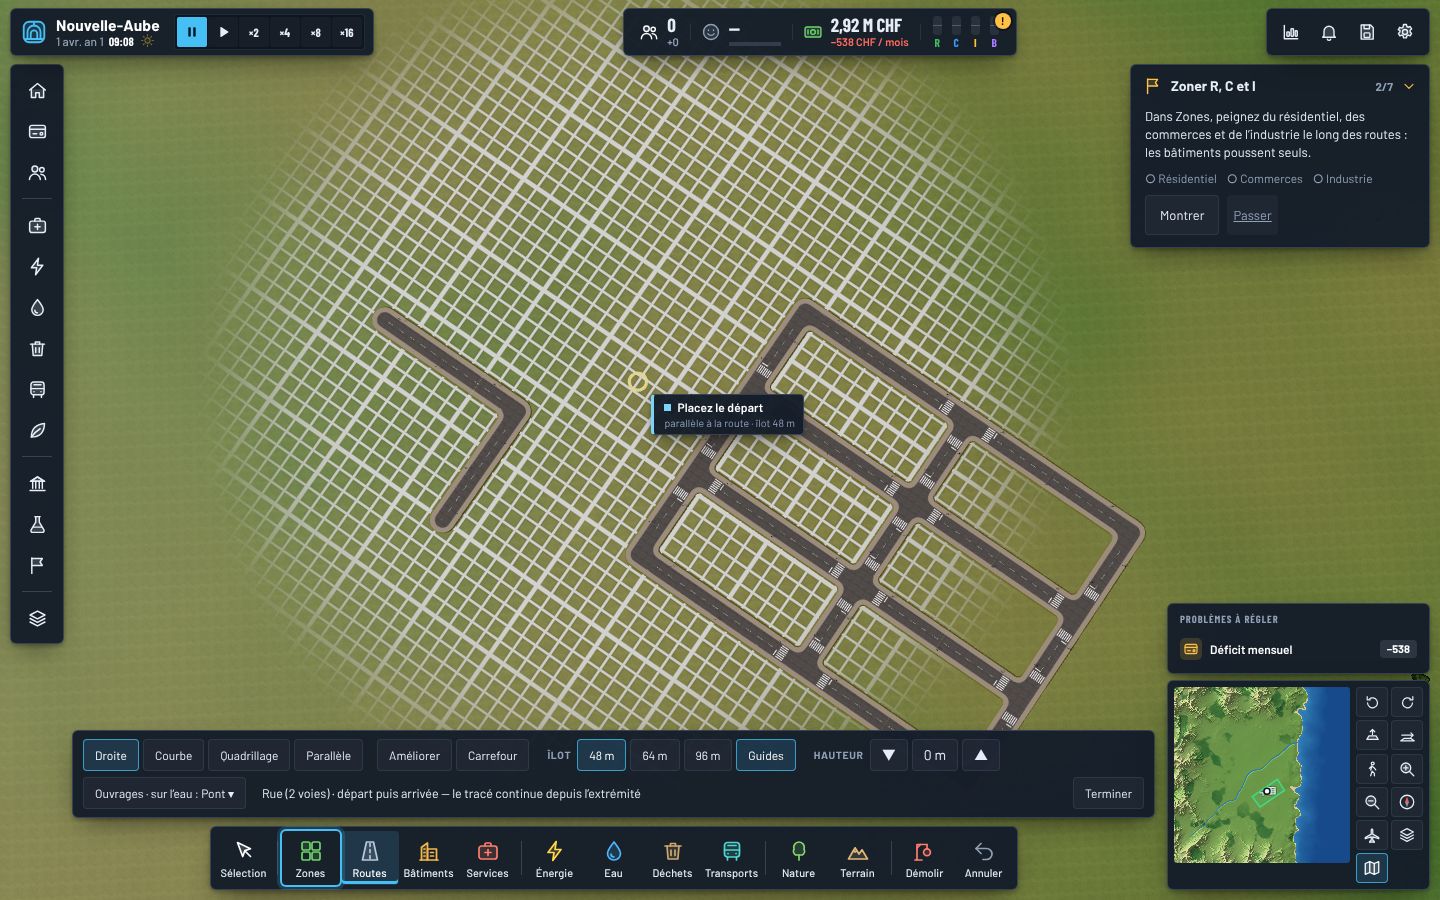 Nouvelle-Aube
1 avr. an 1 09:08
×2 ×4 ×8 ×16
0
+0
—
2,92 M CHF
−538 CHF / mois
R C I B
!
Zoner R, C et I 2/7
Dans Zones, peignez du résidentiel, des
commerces et de l'industrie le long des routes :
les bâtiments poussent seuls.
Résidentiel Commerces Industrie
Montrer Passer
Placez le départ
parallèle à la route · îlot 48 m
PROBLÈMES À RÉGLER
Déficit mensuel −538
Droite Courbe Quadrillage Parallèle Améliorer Carrefour ÎLOT 48 m 64 m 96 m Guides HAUTEUR ▼ 0 m ▲
Ouvrages · sur l'eau : Pont ▾ Rue (2 voies) · départ puis arrivée — le tracé continue depuis l'extrémité Terminer
Sélection Zones Routes Bâtiments Services Énergie Eau Déchets Transports Nature Terrain Démolir Annuler